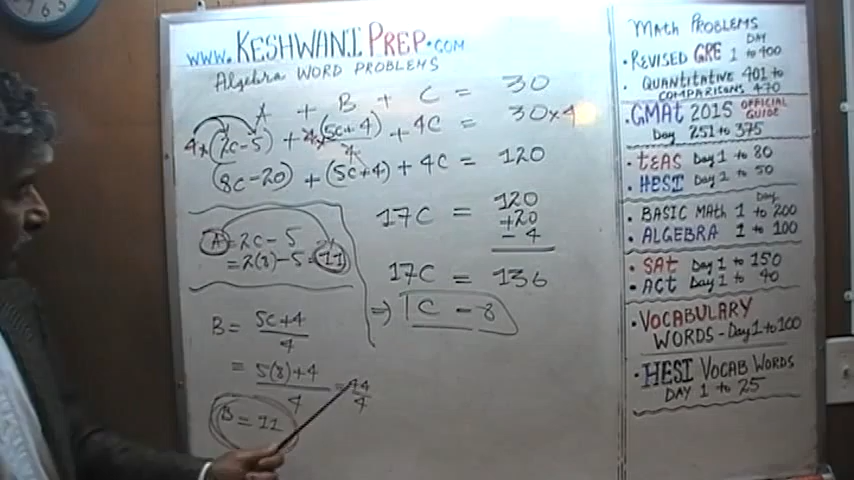 www.KESHWANI PREP.COM
Algebra WORD PROBLEMS
A + B + C = 30
4×(2C-5) + 4×(5C+4)/4 + 4C = 30×4
(8C-20) + (5C+4) + 4C = 120
17C = 120
+20
- 4
17C = 136
⇒ C = 8
A = 2C - 5
= 2(8) - 5 = 11
B = 5C+4/4
= 5(8)+4/4 = 44/4
B = 11
MATH PROBLEMS
DAY
• REVISED GRE 1 to 400
• QUANTITATIVE 401 to
COMPARISONS 470
• GMAT 2015 OFFICIAL
GUIDE
Day 251 to 375
• TEAS Day 1 to 80
• HESI Day 1 to 50
Day
• BASIC MATH 1 to 200
• ALGEBRA 1 to 100
• SAT Day 1 to 150
• ACT Day 1 to 40
• VOCABULARY
WORDS - Day 1 to 100
• HESI VOCAB WORDS
DAY 1 to 25
7 6 5